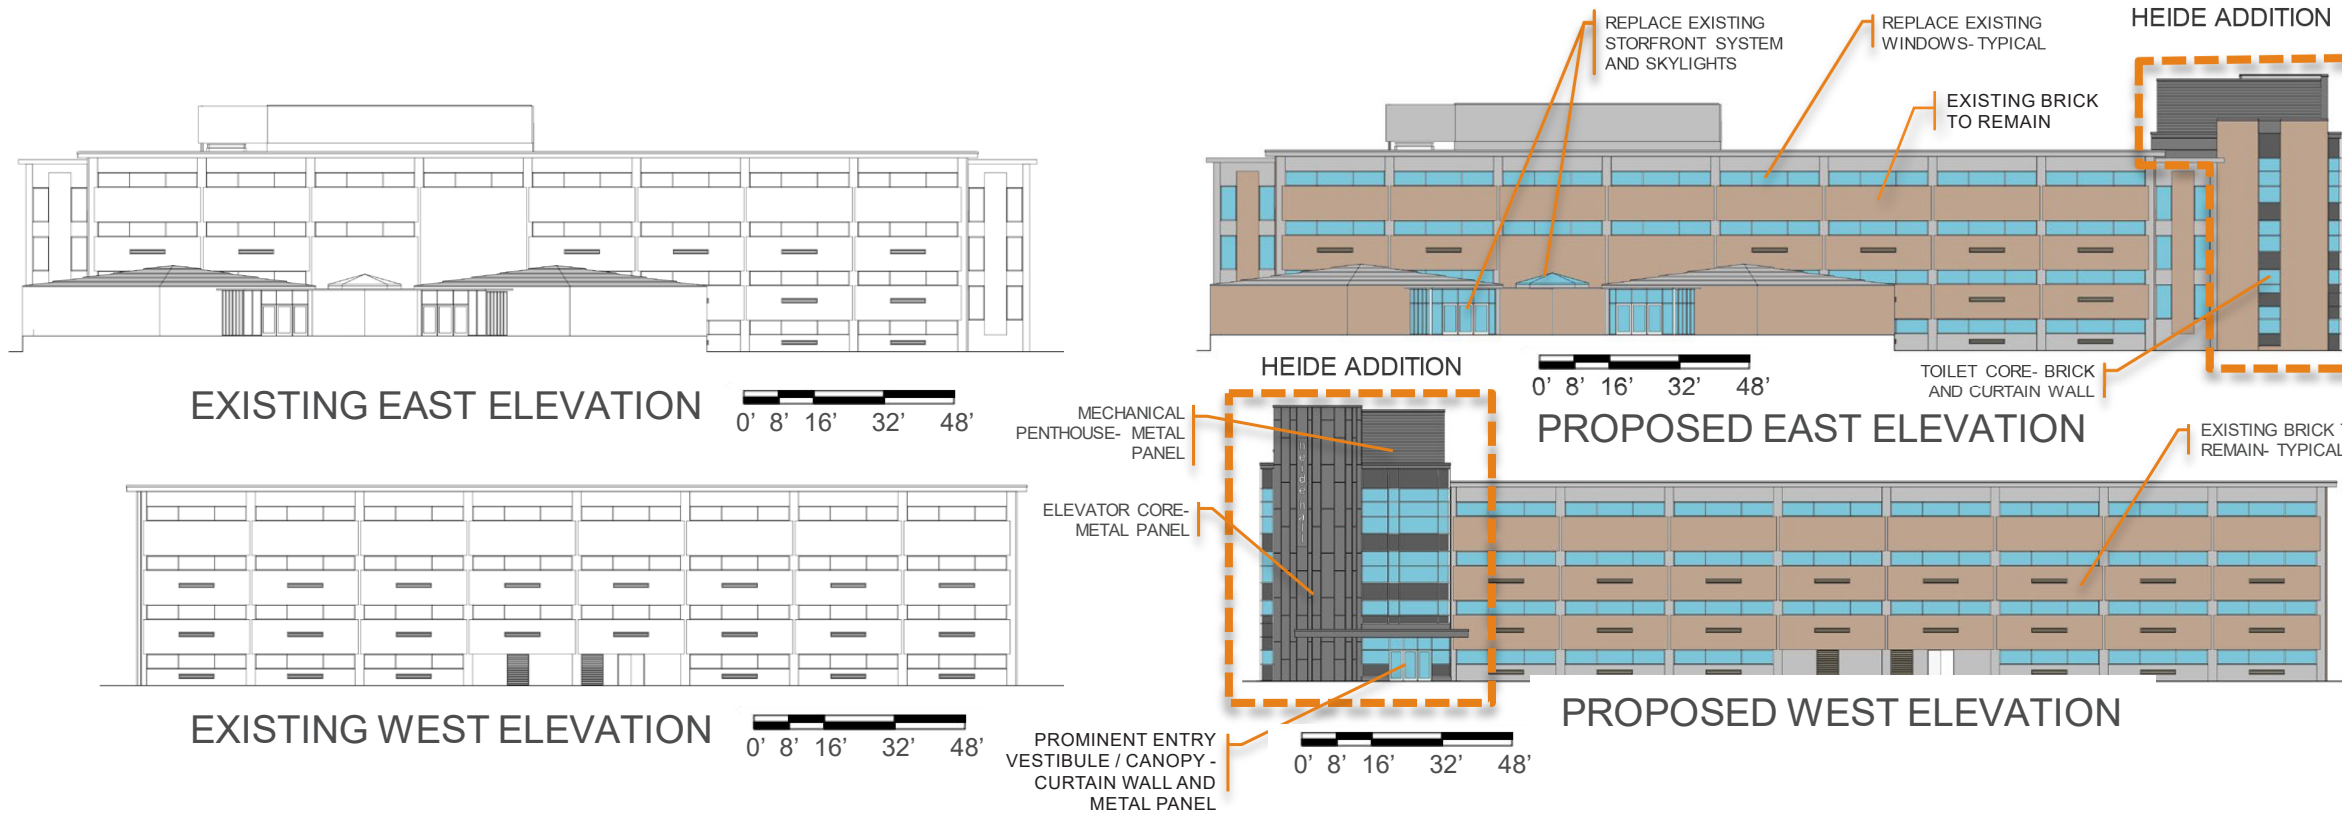 REPLACE EXISTING
STORFRONT SYSTEM
AND SKYLIGHTS
REPLACE EXISTING
WINDOWS- TYPICAL
HEIDE ADDITION
EXISTING BRICK
TO REMAIN
TOILET CORE- BRICK
AND CURTAIN WALL
EXISTING EAST ELEVATION
0' 8' 16' 32' 48'
0' 8' 16' 32' 48'
PROPOSED EAST ELEVATION
HEIDE ADDITION
MECHANICAL
PENTHOUSE- METAL
PANEL
ELEVATOR CORE-
METAL PANEL
EXISTING BRICK
REMAIN- TYPICAL
heide hall
EXISTING WEST ELEVATION
0' 8' 16' 32' 48'
PROMINENT ENTRY
VESTIBULE / CANOPY -
CURTAIN WALL AND
METAL PANEL
0' 8' 16' 32' 48'
PROPOSED WEST ELEVATION